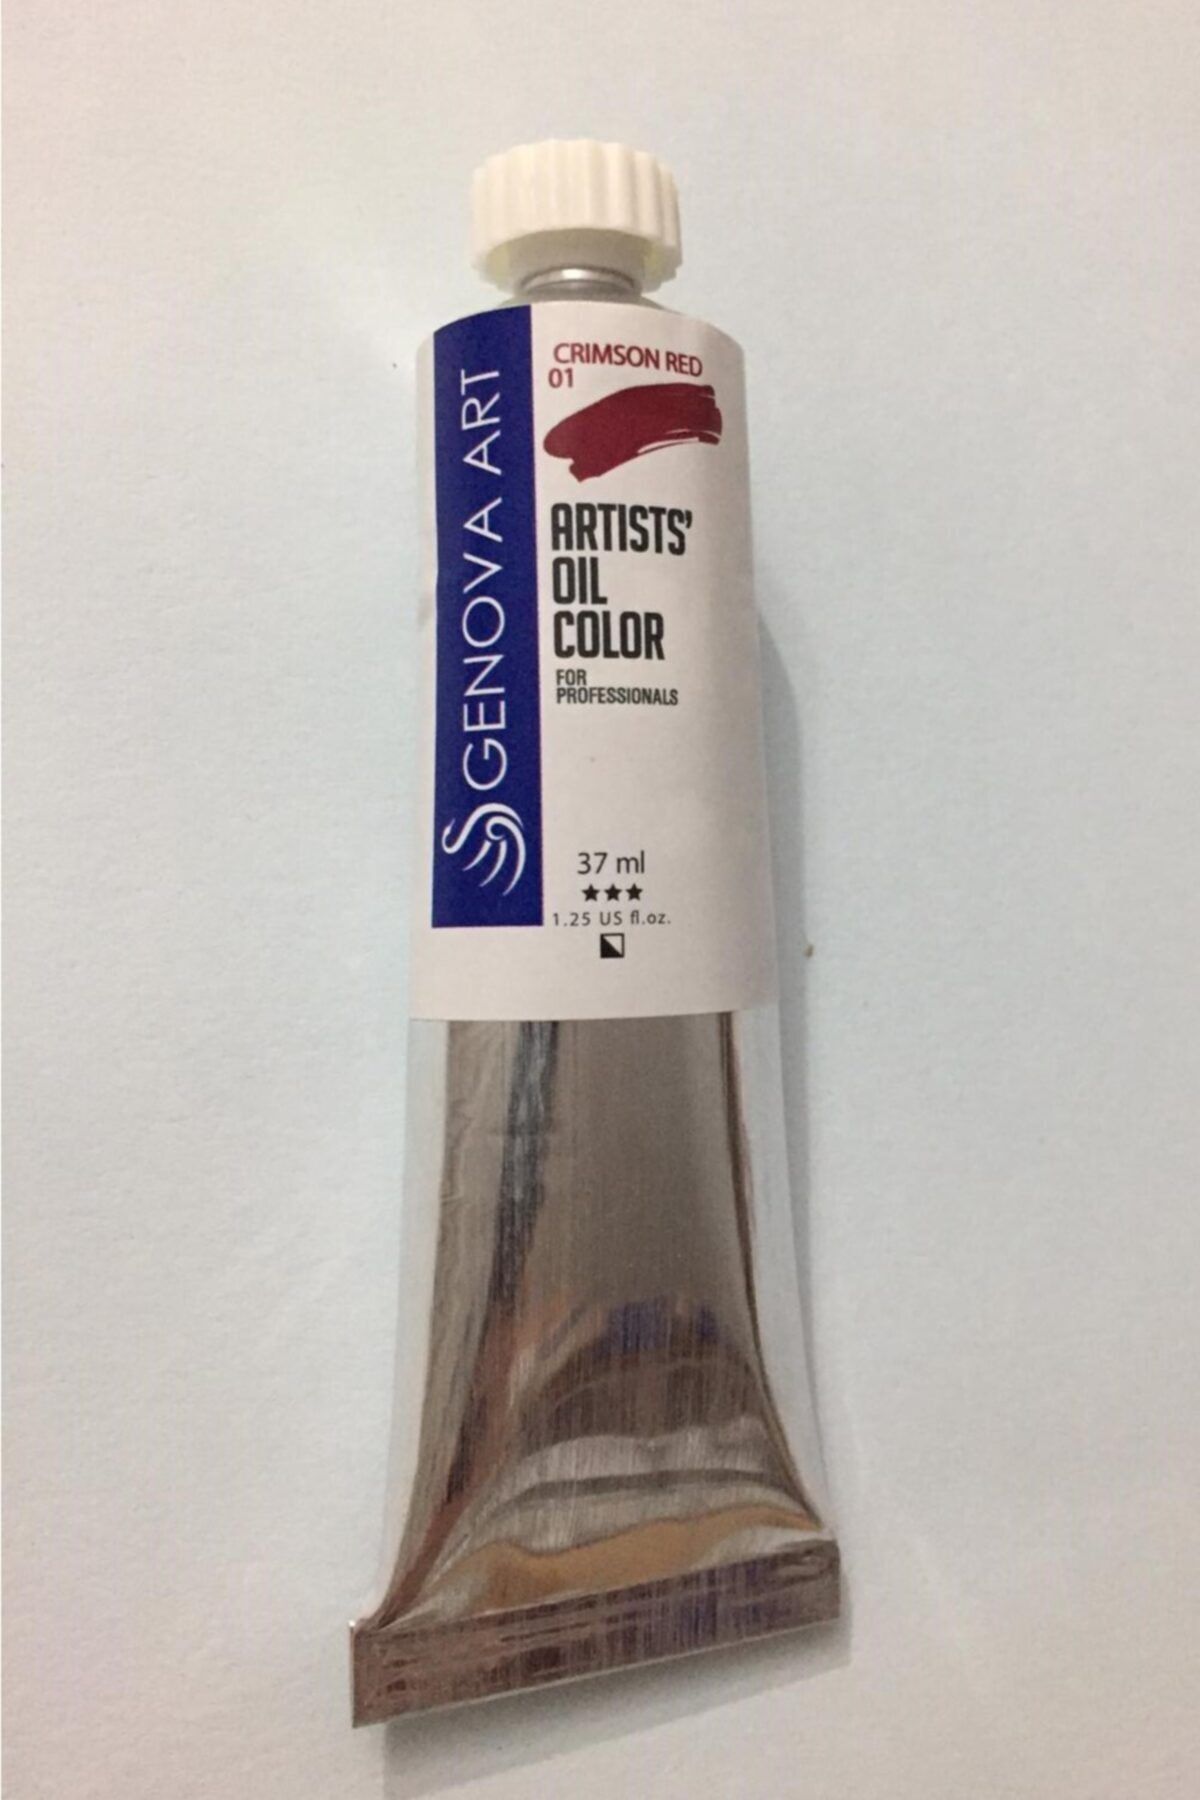 GENOVA ART
CRIMSON RED
01
ARTISTS'
OIL
COLOR
FOR
PROFESSIONALS
37 ml
★★★
1.25 US fl.oz.